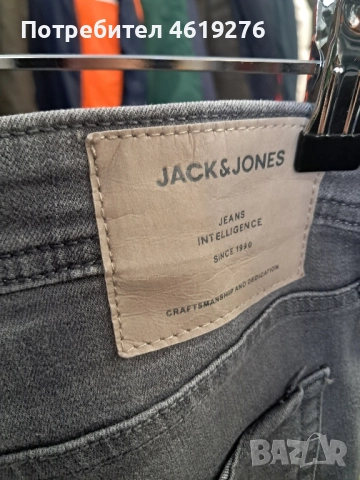 Потребител 4619276
JACK&JONES
JEANS
INTELLIGENCE
SINCE 1990
CRAFTSMANSHIP AND DEDICATION
BAZAR